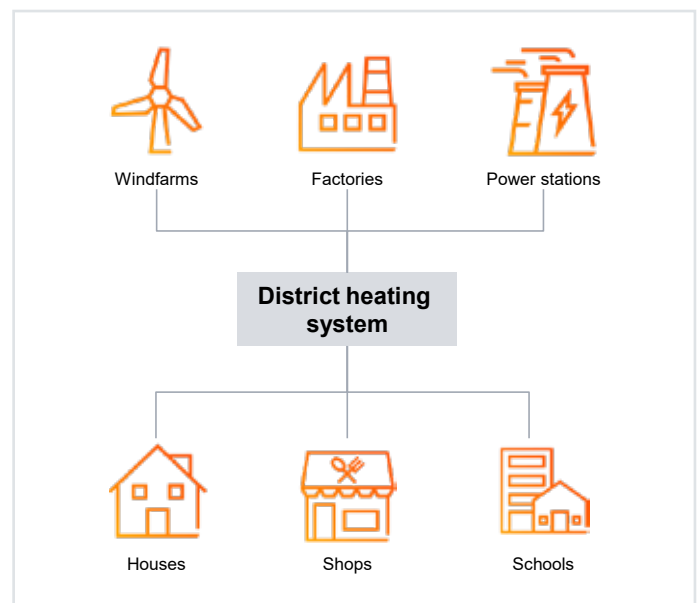 Windfarms
Factories
Power stations
District heating
system
Houses
Shops
Schools